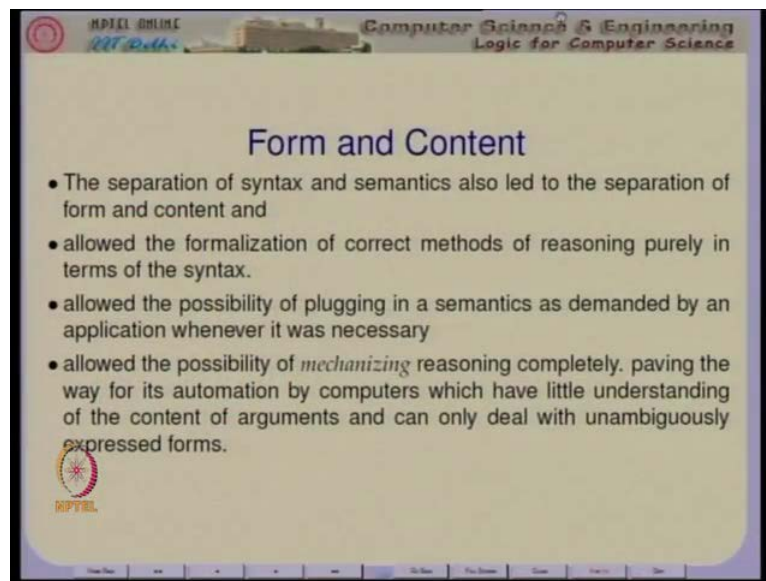 NPTEL ONLINE
IIT Delhi
Computer Science & Engineering
Logic for Computer Science
Form and Content
• The separation of syntax and semantics also led to the separation of
form and content and
• allowed the formalization of correct methods of reasoning purely in
terms of the syntax.
• allowed the possibility of plugging in a semantics as demanded by an
application whenever it was necessary
• allowed the possibility of mechanizing reasoning completely. paving the
way for its automation by computers which have little understanding
of the content of arguments and can only deal with unambiguously
expressed forms.
NPTEL